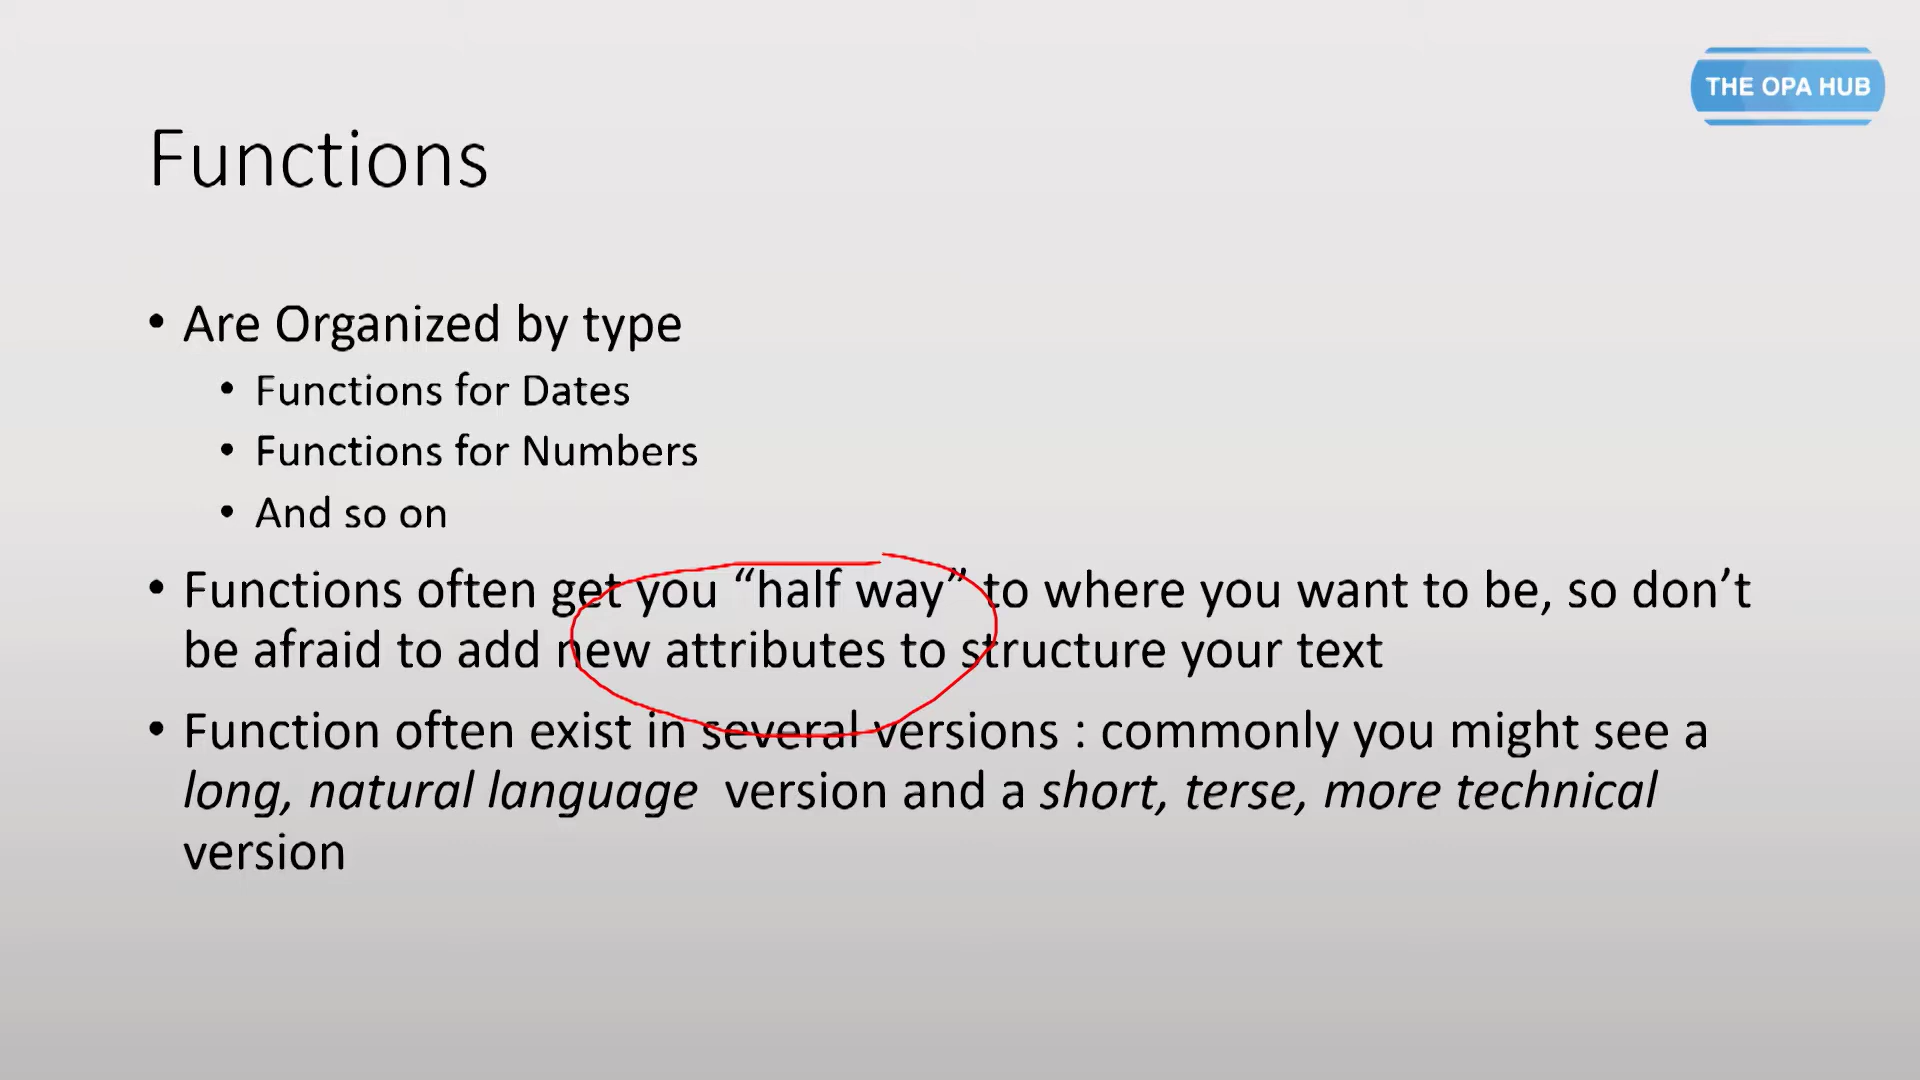 THE OPA HUB
Functions
• Are Organized by type
• Functions for Dates
• Functions for Numbers
• And so on
• Functions often get you “half way” to where you want to be, so don’t
be afraid to add new attributes to structure your text
• Function often exist in several versions : commonly you might see a
long, natural language version and a short, terse, more technical
version